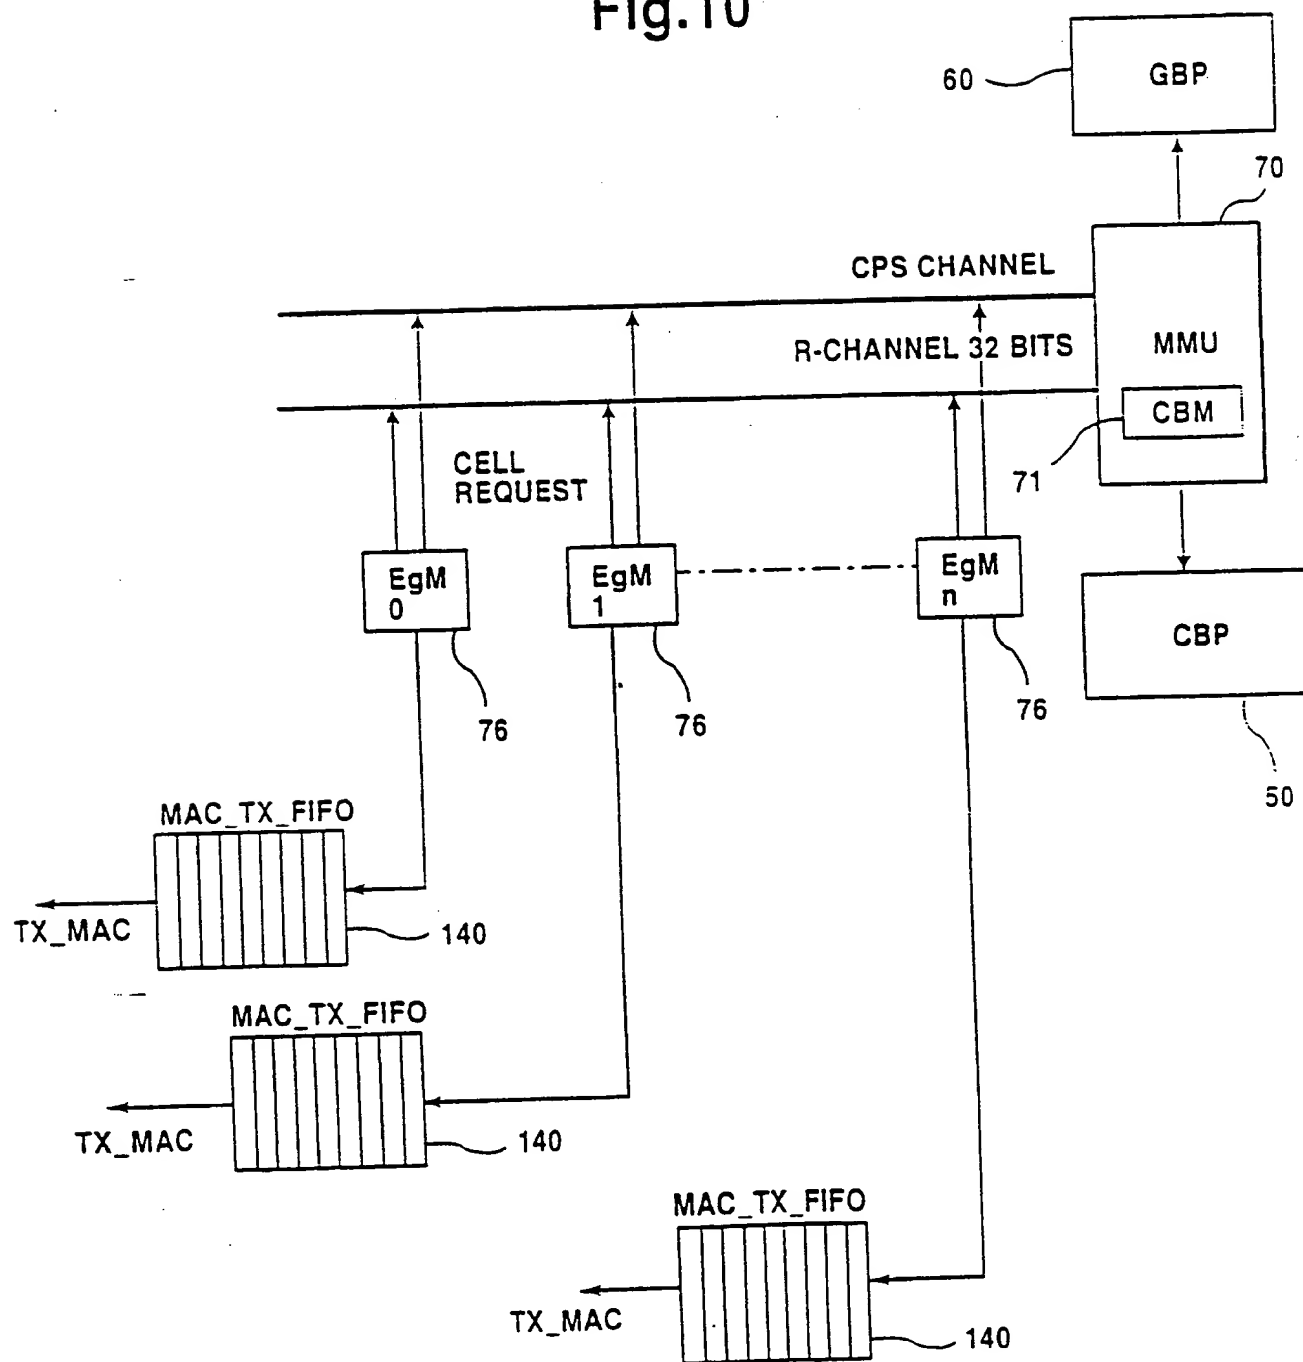 Fig.10
60
GBP
70
CPS CHANNEL
R-CHANNEL 32 BITS
MMU
CBM
71
CELL
REQUEST
EgM
0
EgM
1
EgM
n
CBP
76
76
76
50
MAC_TX_FIFO
TX_MAC
140
MAC_TX_FIFO
TX_MAC
140
MAC_TX_FIFO
TX_MAC
140